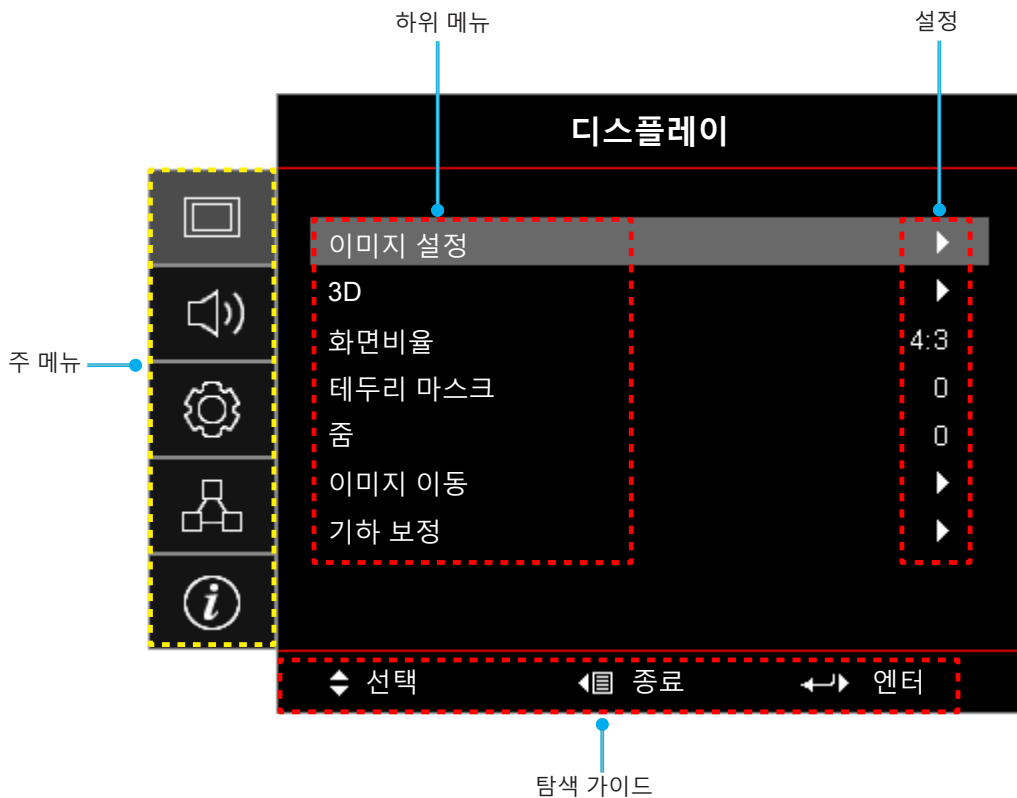 하위 메뉴
설정
디스플레이
이미지 설정
3D
화면비율 4:3
테두리 마스크 0
줌 0
이미지 이동
기하 보정
주 메뉴
선택 종료 엔터
탐색 가이드